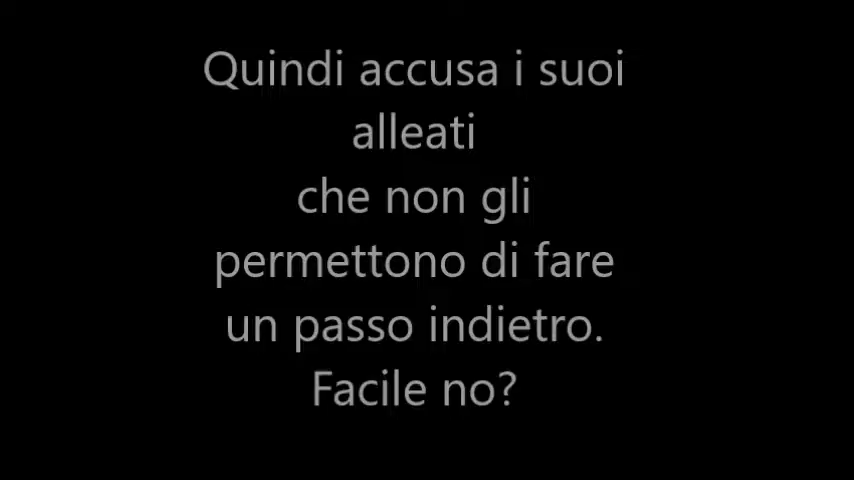 Quindi accusa i suoi
alleati
che non gli
permettono di fare
un passo indietro.
Facile no?